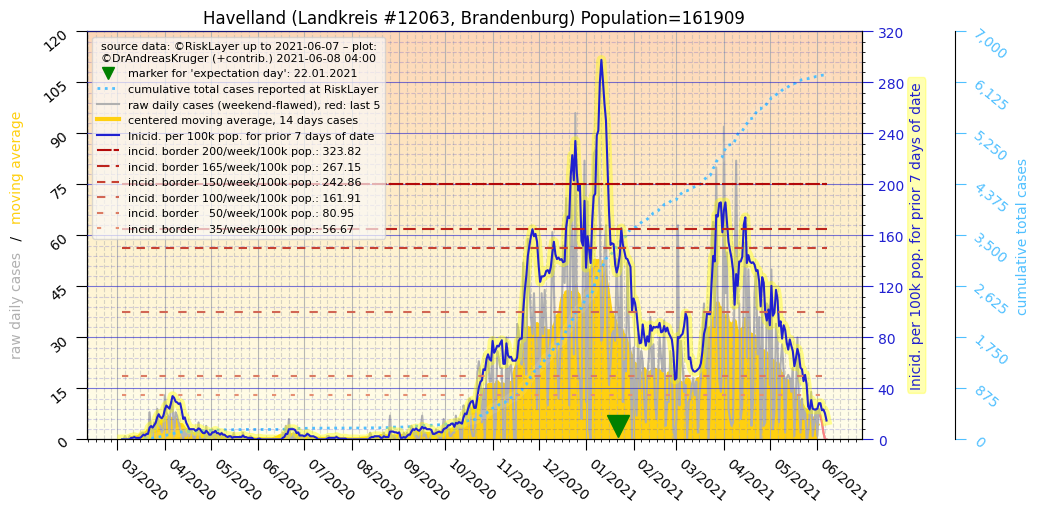 Havelland (Landkreis #12063, Brandenburg) Population=161909
source data: ©RiskLayer up to 2021-06-07 – plot:
©DrAndreasKruger (+contrib.) 2021-06-08 04:00
marker for 'expectation day': 22.01.2021
cumulative total cases reported at RiskLayer
raw daily cases (weekend-flawed), red: last 5
centered moving average, 14 days cases
Inicid. per 100k pop. for prior 7 days of date
incid. border 200/week/100k pop.: 323.82
incid. border 165/week/100k pop.: 267.15
incid. border 150/week/100k pop.: 242.86
incid. border 100/week/100k pop.: 161.91
incid. border   50/week/100k pop.: 80.95
incid. border   35/week/100k pop.: 56.67
raw daily cases   /   moving average
120
105
90
75
60
45
30
15
0
320
280
240
200
160
120
80
40
0
Inicid. per 100k pop. for prior 7 days of date
7,000
6,125
5,250
4,375
3,500
2,625
1,750
875
0
cumulative total cases
03/2020
04/2020
05/2020
06/2020
07/2020
08/2020
09/2020
10/2020
11/2020
12/2020
01/2021
02/2021
03/2021
04/2021
05/2021
06/2021